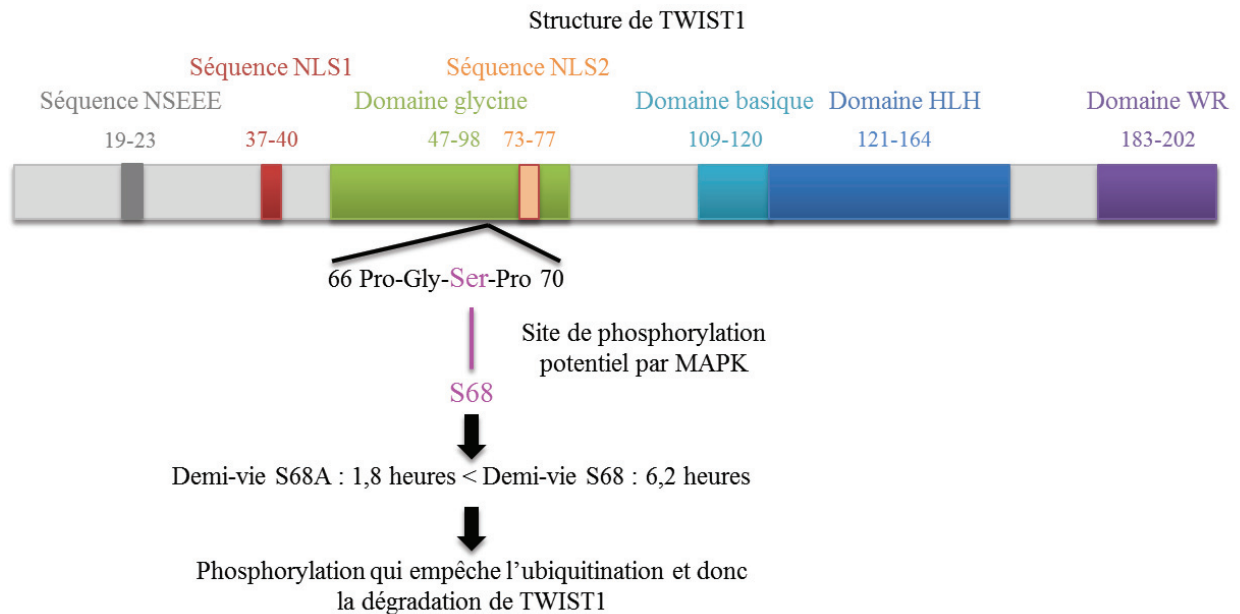 Structure de TWIST1
Séquence NLS1 Séquence NLS2
Séquence NSEEE Domaine glycine Domaine basique Domaine HLH Domaine WR
19-23 37-40 47-98 73-77 109-120 121-164 183-202
66 Pro-Gly-Ser-Pro 70
Site de phosphorylation
potentiel par MAPK
S68
Demi-vie S68A : 1,8 heures < Demi-vie S68 : 6,2 heures
Phosphorylation qui empêche l’ubiquitination et donc
la dégradation de TWIST1